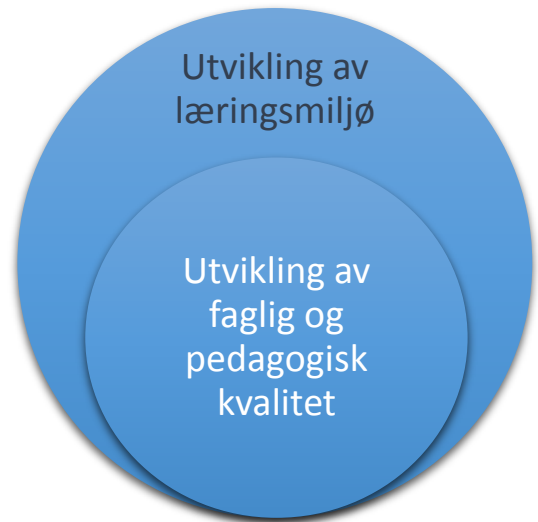 Utvikling av
læringsmiljø
Utvikling av
faglig og
pedagogisk
kvalitet